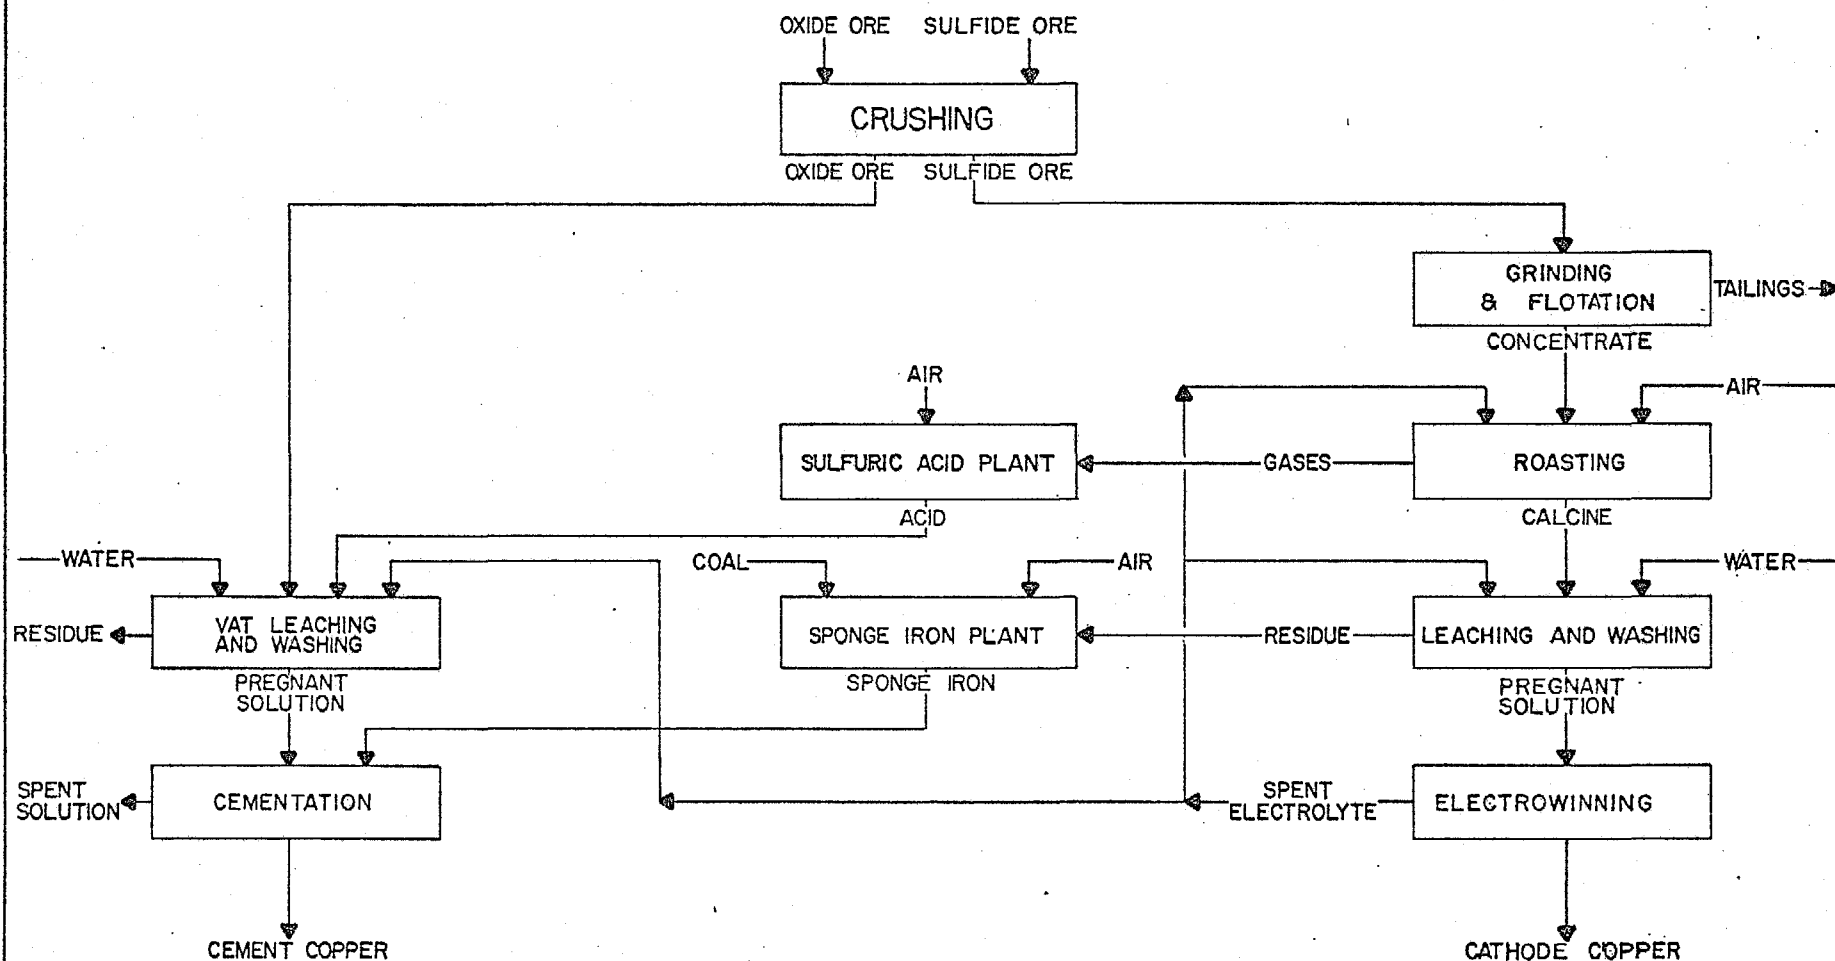 OXIDE ORE SULFIDE ORE
CRUSHING
OXIDE ORE SULFIDE ORE
GRINDING
& FLOTATION
TAILINGS
CONCENTRATE
AIR
AIR
SULFURIC ACID PLANT
GASES
ROASTING
ACID
CALCINE
WATER
COAL
AIR
WATER
RESIDUE
VAT LEACHING
AND WASHING
SPONGE IRON PLANT
RESIDUE
LEACHING AND WASHING
PREGNANT
SOLUTION
SPONGE IRON
PREGNANT
SOLUTION
SPENT
SOLUTION
CEMENTATION
SPENT
ELECTROLYTE
ELECTROWINNING
CEMENT COPPER
CATHODE COPPER